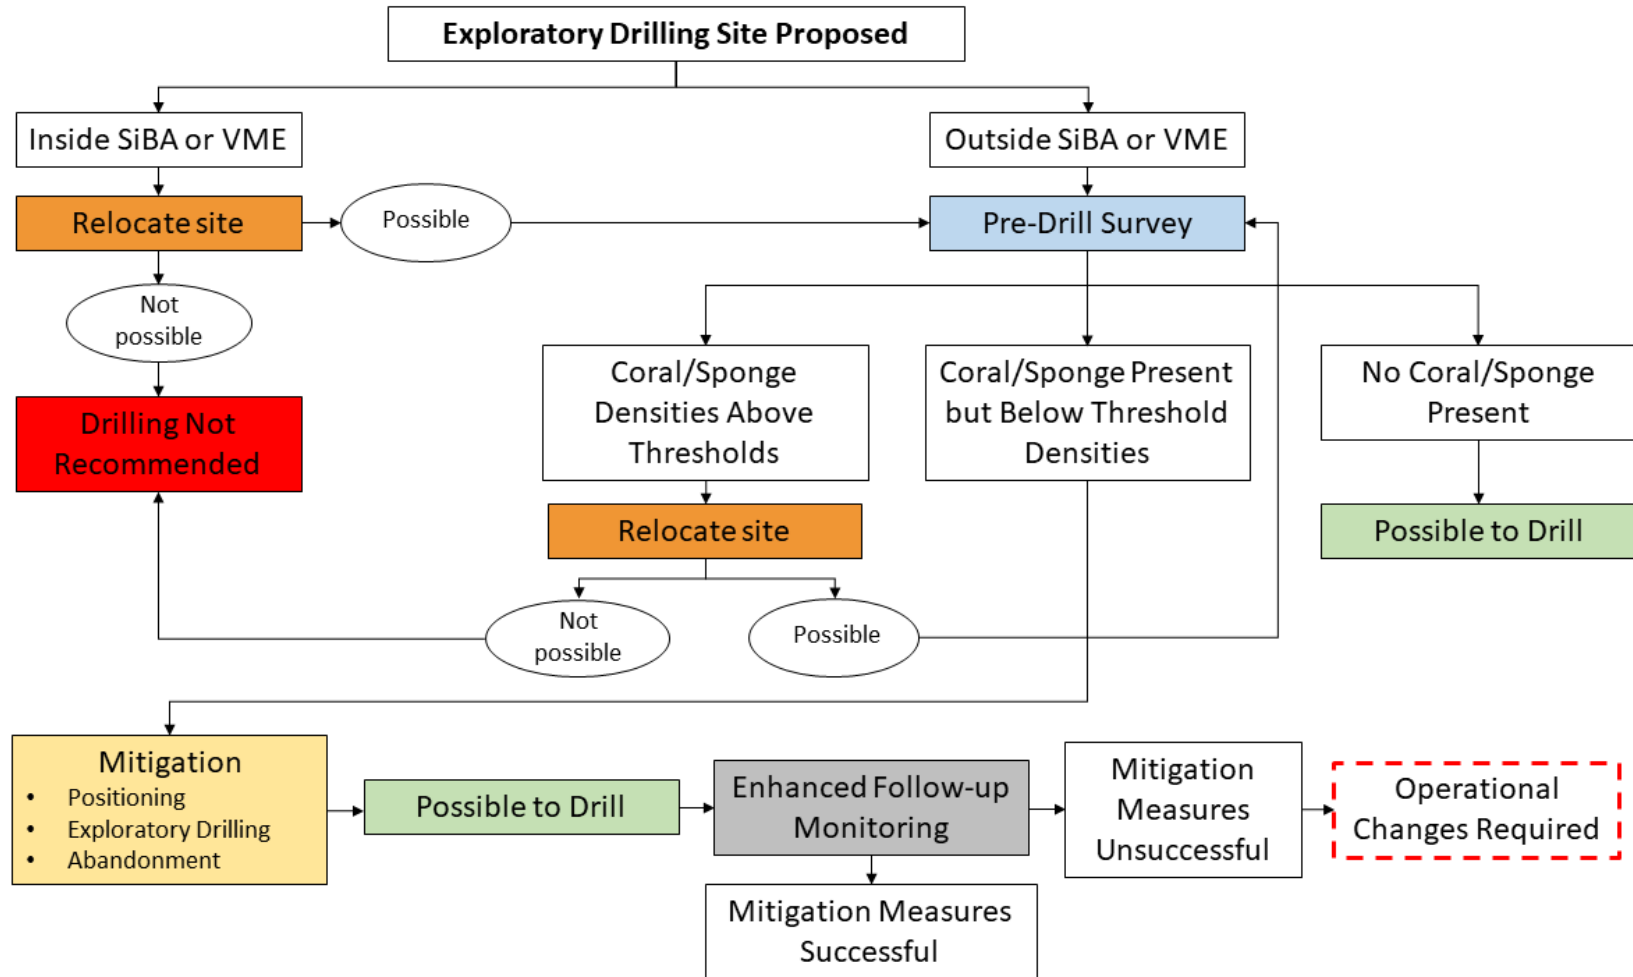 Exploratory Drilling Site Proposed
Inside SiBA or VME
Outside SiBA or VME
Relocate site
Possible
Pre-Drill Survey
Not
possible
Drilling Not
Recommended
Coral/Sponge
Densities Above
Thresholds
Coral/Sponge Present
but Below Threshold
Densities
No Coral/Sponge
Present
Relocate site
Possible to Drill
Not
possible
Possible
Mitigation
• Positioning
• Exploratory Drilling
• Abandonment
Possible to Drill
Enhanced Follow-up
Monitoring
Mitigation
Measures
Unsuccessful
Operational
Changes Required
Mitigation Measures
Successful